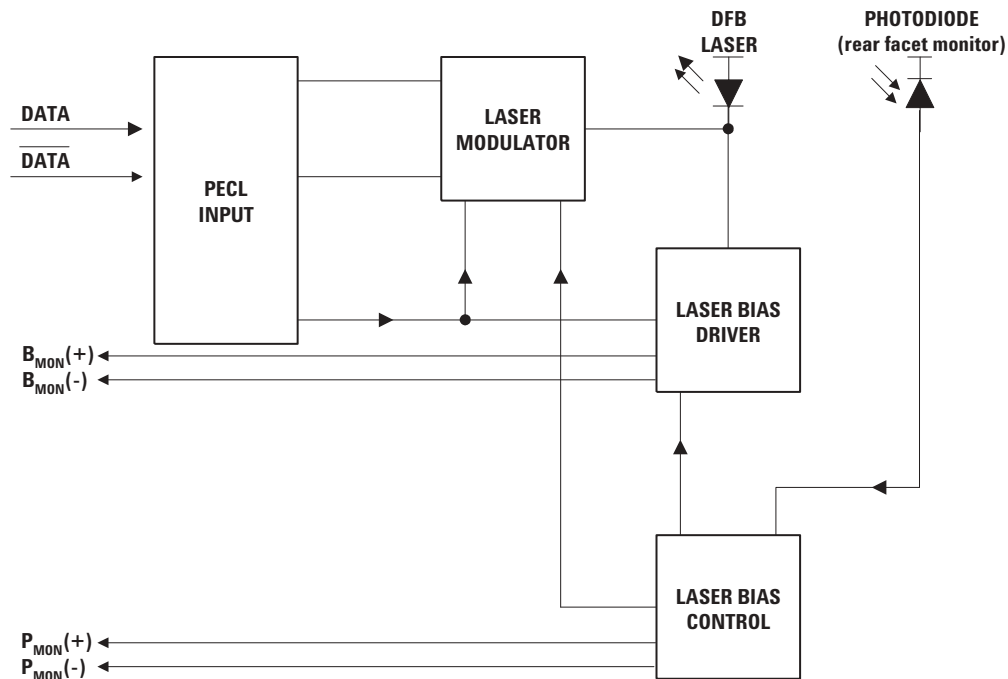 DFB
LASER
PHOTODIODE
(rear facet monitor)
DATA
DATA
PECL
INPUT
LASER
MODULATOR
LASER BIAS
DRIVER
BMON(+)
BMON(-)
LASER BIAS
CONTROL
PMON(+)
PMON(-)